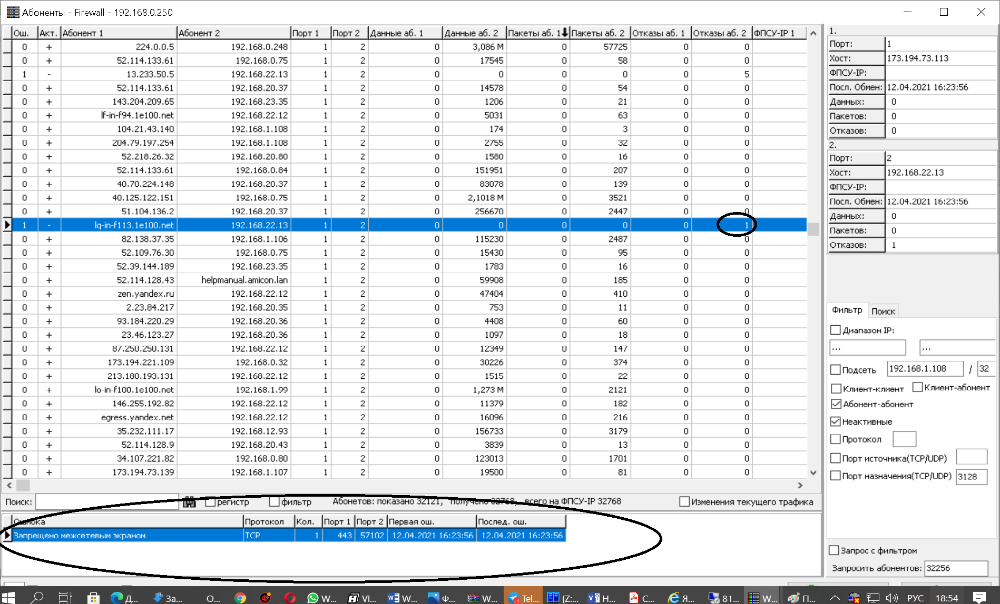 Абоненты - Firewall - 192.168.0.250
Ош. Акт. Абонент 1 Абонент 2 Порт 1 Порт 2 Данные аб. 1 Данные аб. 2 Пакеты аб. 1 Пакеты аб. 2 Отказы аб. 1 Отказы аб. 2 ФПСУ-IP 1
0 + 224.0.0.5 192.168.0.248 1 2 0 3,086 M 0 57725 0 0
0 + 52.114.133.61 192.168.0.75 1 2 0 17545 0 58 0 0
1 - 13.233.50.5 192.168.22.13 1 2 0 0 0 0 0 5
0 + 52.114.133.61 192.168.20.37 1 2 0 14578 0 54 0 0
0 + 143.204.209.65 192.168.23.35 1 2 0 1206 0 21 0 0
0 + lf-in-f94.1e100.net 192.168.22.12 1 2 0 5031 0 63 0 0
0 + 104.21.43.140 192.168.1.108 1 2 0 174 0 3 0 0
0 + 204.79.197.254 192.168.1.108 1 2 0 2755 0 32 0 0
0 + 52.218.26.32 192.168.20.80 1 2 0 1580 0 16 0 0
0 + 52.114.133.61 192.168.0.84 1 2 0 151951 0 207 0 0
0 + 40.70.224.148 192.168.20.37 1 2 0 83078 0 139 0 0
0 + 40.125.122.151 192.168.0.75 1 2 0 2,1018 M 0 3521 0 0
0 + 51.104.136.2 192.168.20.37 1 2 0 256670 0 2447 0 0
1 - lq-in-f113.1e100.net 192.168.22.13 1 2 0 0 0 0 0 1
0 + 82.138.37.35 192.168.1.106 1 2 0 115230 0 2487 0 0
0 + 52.109.76.30 192.168.0.75 1 2 0 15430 0 95 0 0
0 + 52.39.144.189 192.168.23.35 1 2 0 1783 0 16 0 0
0 + 52.114.128.43 helpmanual.amicon.lan 1 2 0 59908 0 185 0 0
0 + zen.yandex.ru 192.168.22.12 1 2 0 47404 0 410 0 0
0 + 2.23.84.217 192.168.20.35 1 2 0 753 0 11 0 0
0 + 93.184.220.29 192.168.20.36 1 2 0 4408 0 60 0 0
0 + 23.46.123.27 192.168.20.36 1 2 0 1097 0 18 0 0
0 + 87.250.250.131 192.168.22.12 1 2 0 12349 0 147 0 0
0 + 173.194.221.109 192.168.0.32 1 2 0 30226 0 374 0 0
0 + 213.180.193.131 192.168.22.12 1 2 0 1515 0 22 0 0
0 + lo-in-f100.1e100.net 192.168.1.99 1 2 0 1,273 M 0 2121 0 0
0 + 146.255.192.82 192.168.22.12 1 2 0 11379 0 182 0 0
0 + egress.yandex.net 192.168.22.12 1 2 0 16096 0 216 0 0
0 + 35.232.111.17 192.168.12.93 1 2 0 156733 0 3179 0 0
0 + 52.114.128.9 192.168.20.43 1 2 0 3839 0 13 0 0
0 + 34.107.221.82 192.168.0.80 1 2 0 123013 0 1701 0 0
0 + 173.194.73.139 192.168.1.107 1 2 0 19500 0 81 0 0
Поиск: регистр фильтр Абонетов: показано 32121, получено 32768, всего на ФПСУ-IP 32768 Изменения текущего трафика
Ошибка Протокол Кол. Порт 1 Порт 2 Первая ош. Послед. ош.
Запрещено межсетевым экраном TCP 1 443 57102 12.04.2021 16:23:56 12.04.2021 16:23:56
1.
Порт: 1
Хост: 173.194.73.113
ФПСУ-IP:
Посл. Обмен: 12.04.2021 16:23:56
Данных: 0
Пакетов: 0
Отказов: 0
2.
Порт: 2
Хост: 192.168.22.13
ФПСУ-IP:
Посл. Обмен: 12.04.2021 16:23:56
Данных: 0
Пакетов: 0
Отказов: 1
Фильтр Поиск
Диапазон IP:
... ...
Подсеть 192.168.1.108 / 32
Клиент-клиент Клиент-абонент
Абонент-абонент
Неактивные
Протокол
Порт источника(TCP/UDP)
Порт назначения(TCP/UDP) 3128
Запрос с фильтром
Запросить абонентов: 32256
Д... За... О... W... Vi... W... Ф... W... Tel... {Z:... Н... С... Я... 81... W... П... РУС 18:54